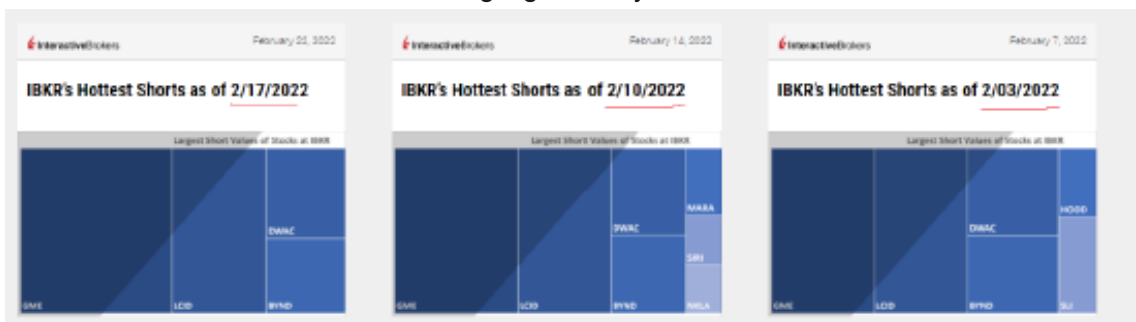 InteractiveBrokers
February 22, 2022
IBKR's Hottest Shorts as of 2/17/2022
Largest Short Values of Stocks at IBKR
DWAC
GME
LCID
BYND
InteractiveBrokers
February 14, 2022
IBKR's Hottest Shorts as of 2/10/2022
Largest Short Values of Stocks at IBKR
MARA
DWAC
SIRI
GME
LCID
BYND
NKLA
InteractiveBrokers
February 7, 2022
IBKR's Hottest Shorts as of 2/03/2022
Largest Short Values of Stocks at IBKR
HOOD
DWAC
GME
LCID
BYND
SLI